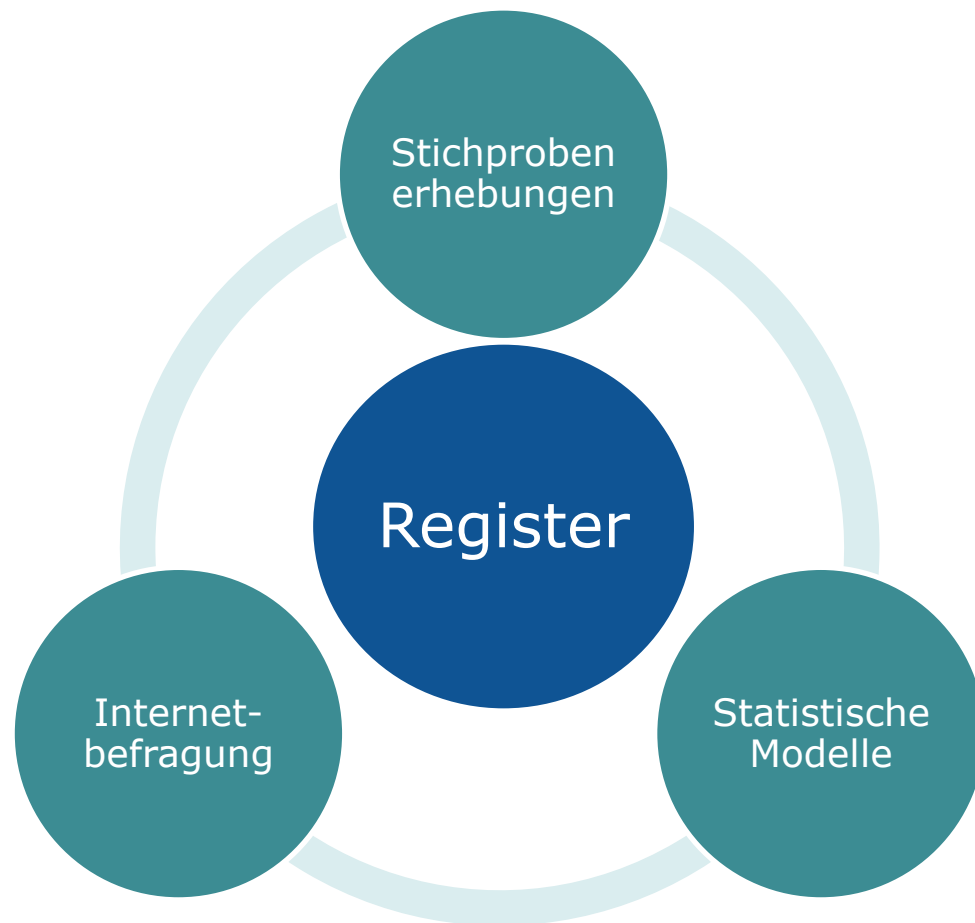 Stichproben
erhebungen
Register
Internet-
befragung
Statistische
Modelle